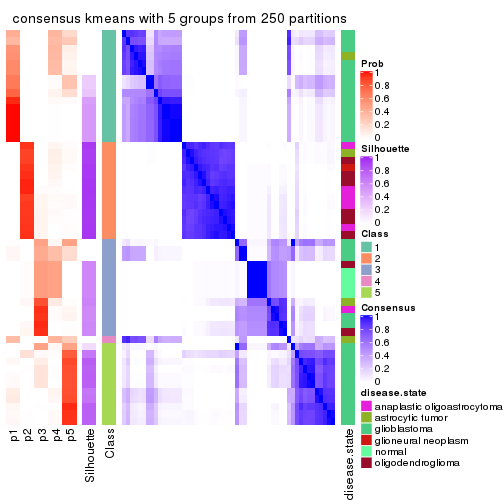 consensus kmeans with 5 groups from 250 partitions
Prob
1
0.8
0.6
0.4
0.2
0
Silhouette
1
0.8
0.6
0.4
0.2
0
Class
1
2
3
4
5
Consensus
1
0.8
0.6
0.4
0.2
0
disease.state
anaplastic oligoastrocytoma
astrocytic tumor
glioblastoma
glioneural neoplasm
normal
oligodendroglioma
p1
p2
p3
p4
p5
Silhouette
Class
disease.state